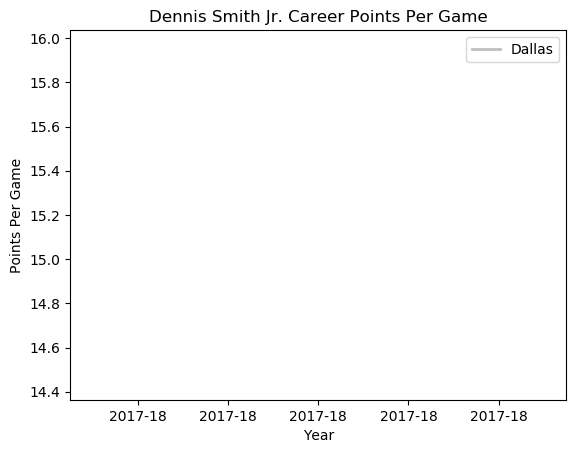 Dennis Smith Jr. Career Points Per Game
Dallas
Points Per Game
16.0
15.8
15.6
15.4
15.2
15.0
14.8
14.6
14.4
2017-18 2017-18 2017-18 2017-18 2017-18
Year